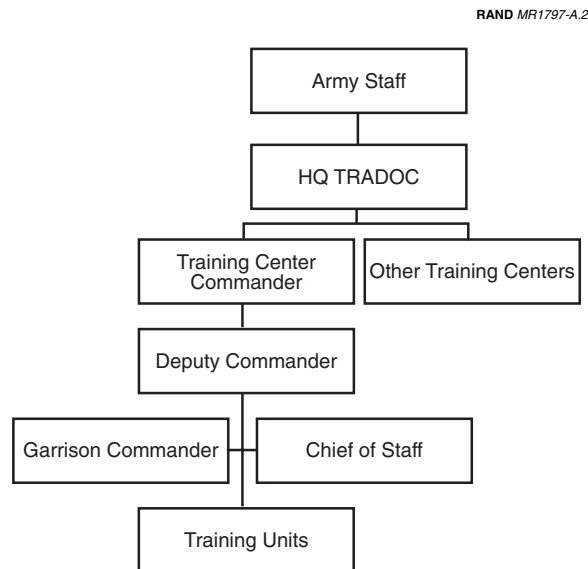 RAND MR1797-A.2
Army Staff
HQ TRADOC
Training Center
Commander
Other Training Centers
Deputy Commander
Garrison Commander
Chief of Staff
Training Units